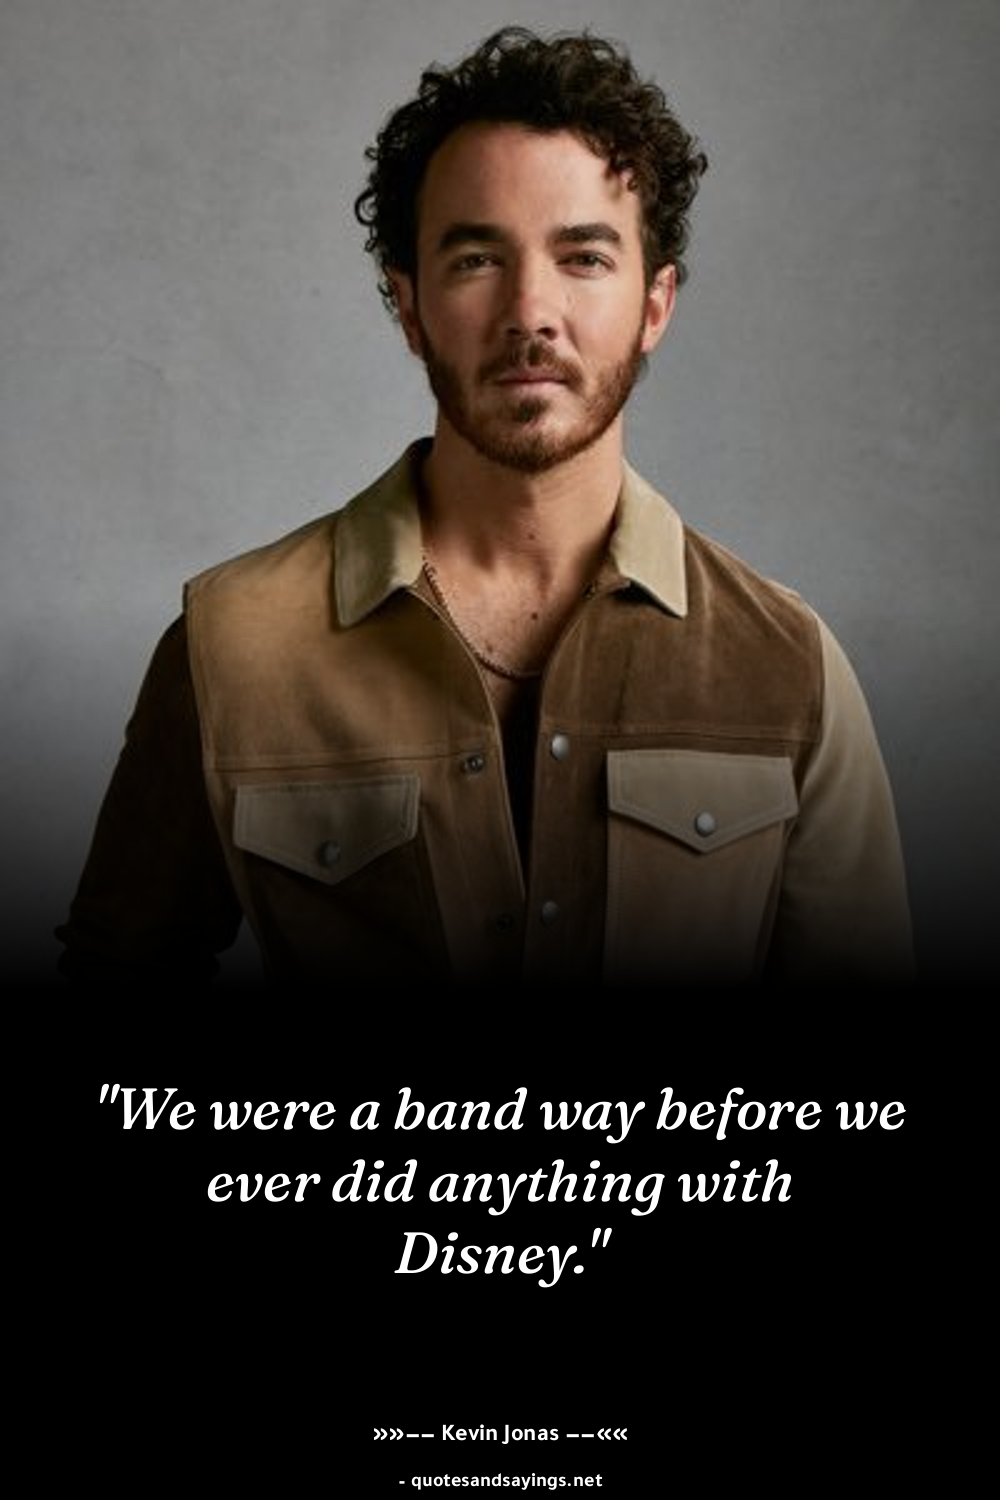 "We were a band way before we
ever did anything with
Disney."
»»–– Kevin Jonas ––««
- quotesandsayings.net